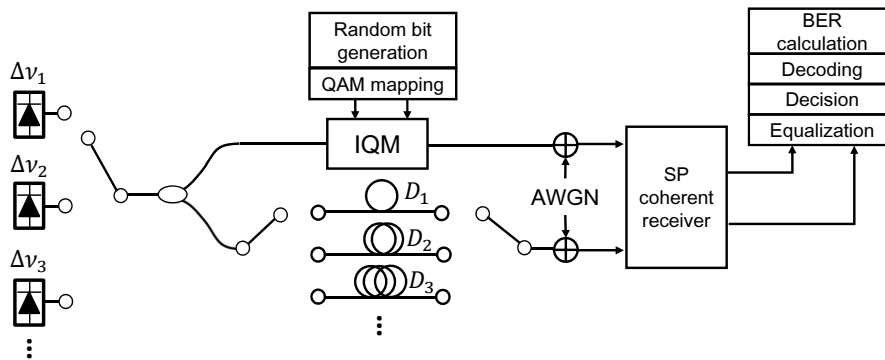 Random bit
generation
QAM mapping
BER
calculation
Decoding
Decision
Equalization
Δν1
Δν2
Δν3
IQM
D1
D2
D3
AWGN
SP
coherent
receiver